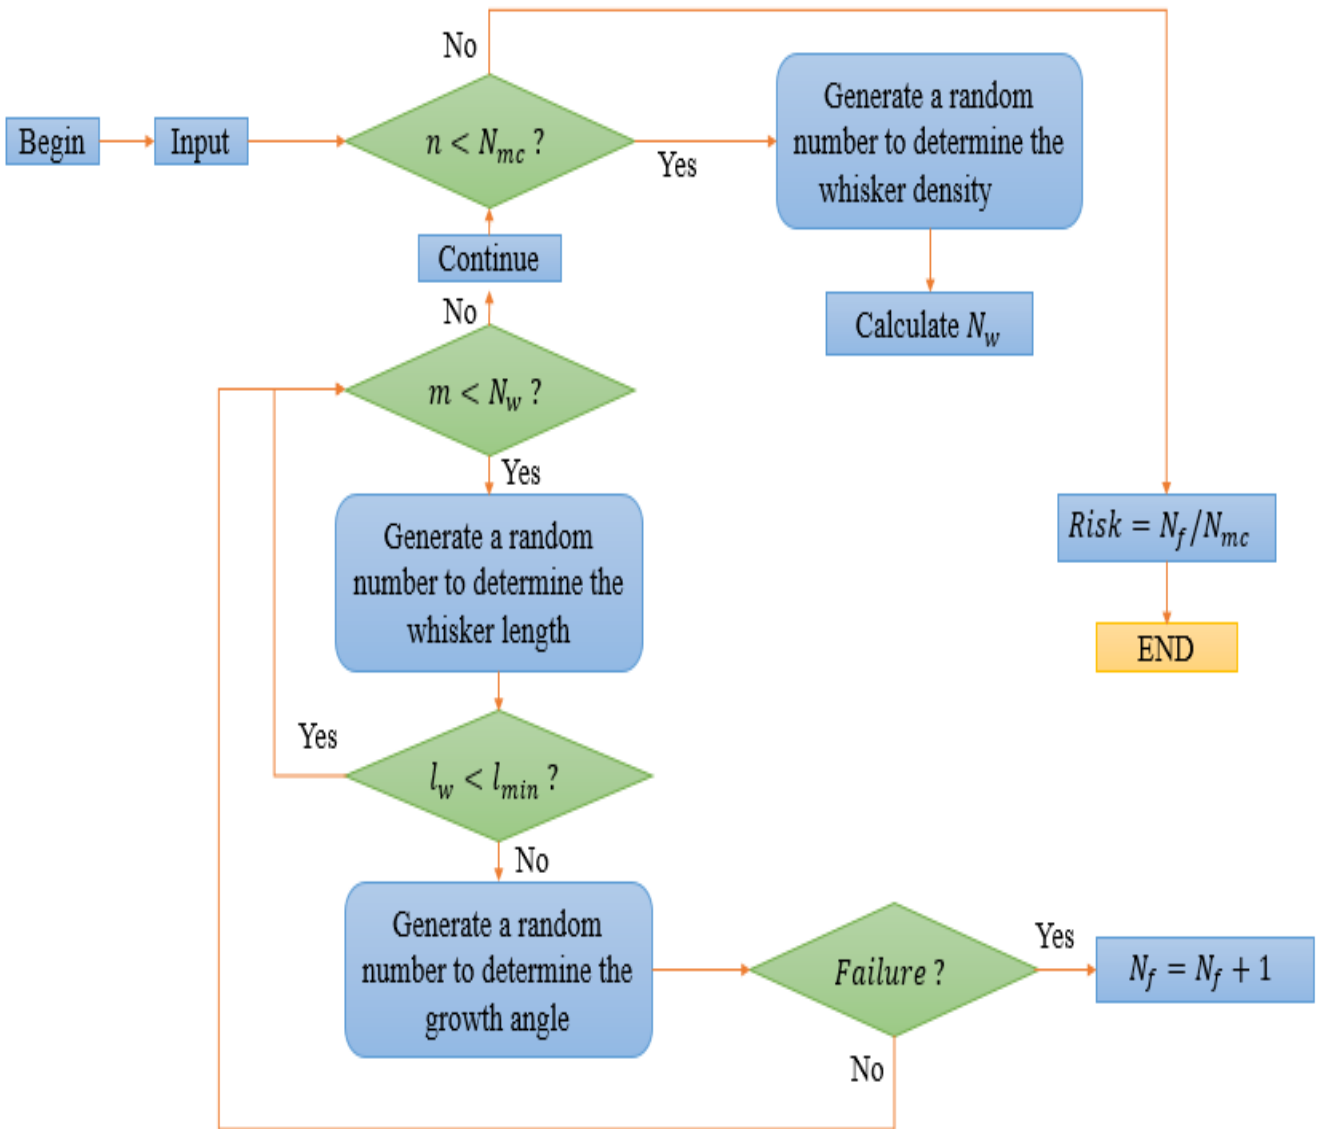 No
Begin
Input
n < N_mc ?
Yes
Generate a random
number to determine the
whisker density
Continue
Calculate N_w
No
m < N_w ?
Yes
Generate a random
number to determine the
whisker length
Risk = N_f/N_mc
END
Yes
l_w < l_min ?
No
Generate a random
number to determine the
growth angle
Failure ?
Yes
N_f = N_f + 1
No